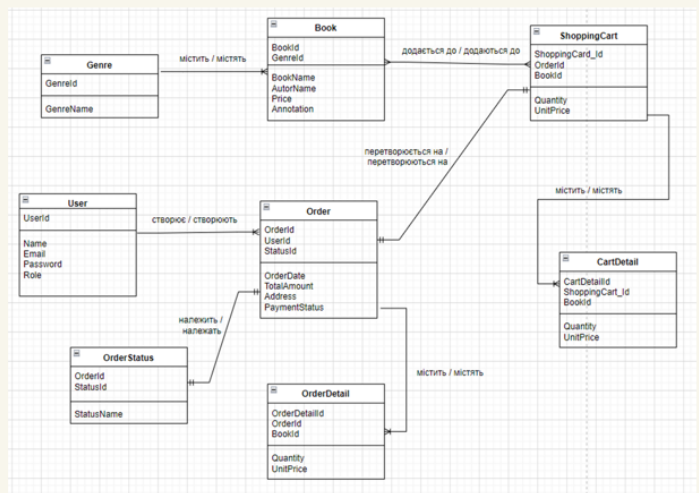 Genre
GenreId
GenreName
містить / містять
Book
BookId
GenreId
BookName
AutorName
Price
Annotation
додається до / додаються до
ShoppingCart
ShoppingCard_Id
OrderId
BookId
Quantity
UnitPrice
перетворюється на /
перетворюються на
містить / містять
User
UserId
Name
Email
Password
Role
створює / створюють
Order
OrderId
UserId
StatusId
OrderDate
TotalAmount
Address
PaymentStatus
CartDetail
CartDetailId
ShoppingCart_Id
BookId
Quantity
UnitPrice
належить /
належать
OrderStatus
OrderId
StatusId
StatusName
містить / містять
OrderDetail
OrderDetailId
OrderId
BookId
Quantity
UnitPrice